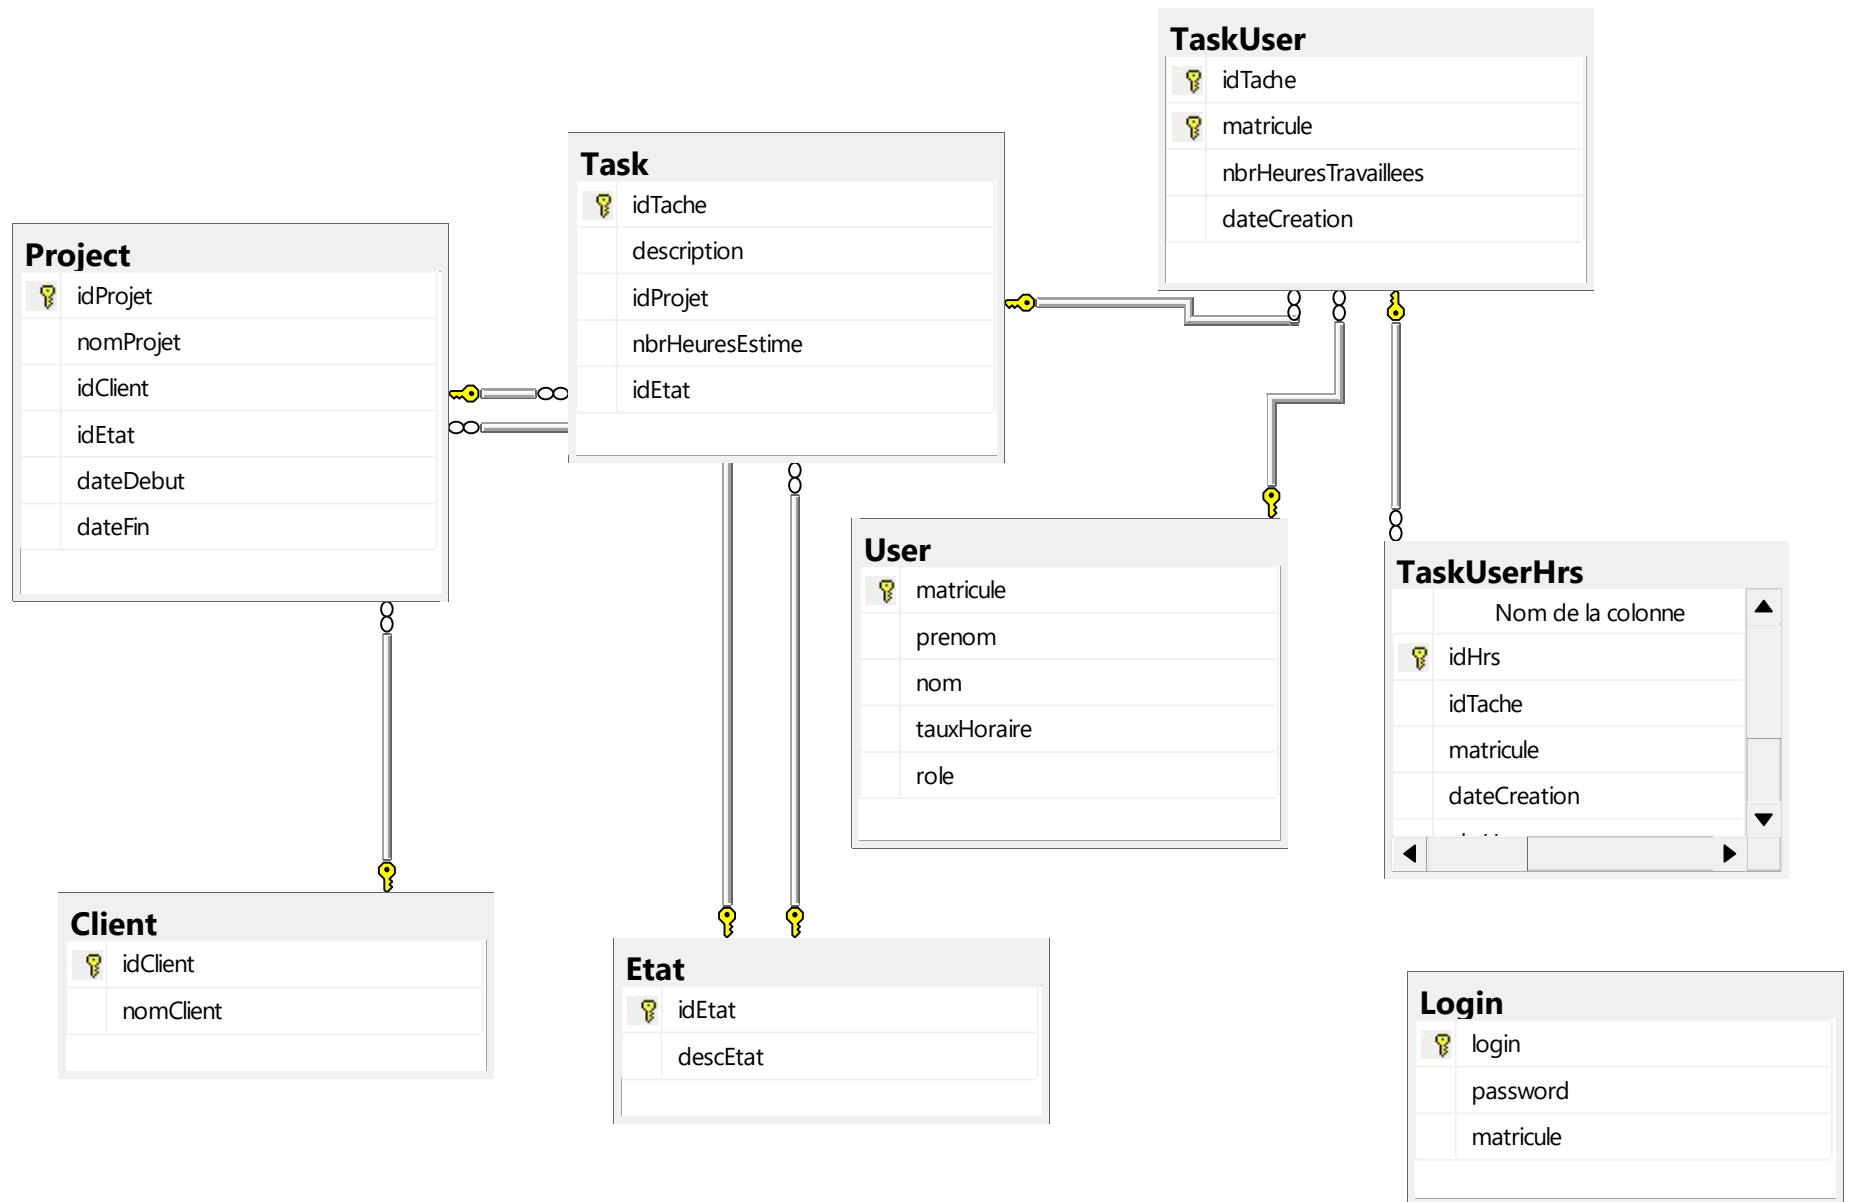 TaskUser
idTache
matricule
nbrHeuresTravaillees
dateCreation
Task
idTache
description
idProjet
nbrHeuresEstime
idEtat
Project
idProjet
nomProjet
idClient
idEtat
dateDebut
dateFin
User
matricule
prenom
nom
tauxHoraire
role
TaskUserHrs
Nom de la colonne
idHrs
idTache
matricule
dateCreation
Client
idClient
nomClient
Etat
idEtat
descEtat
Login
login
password
matricule